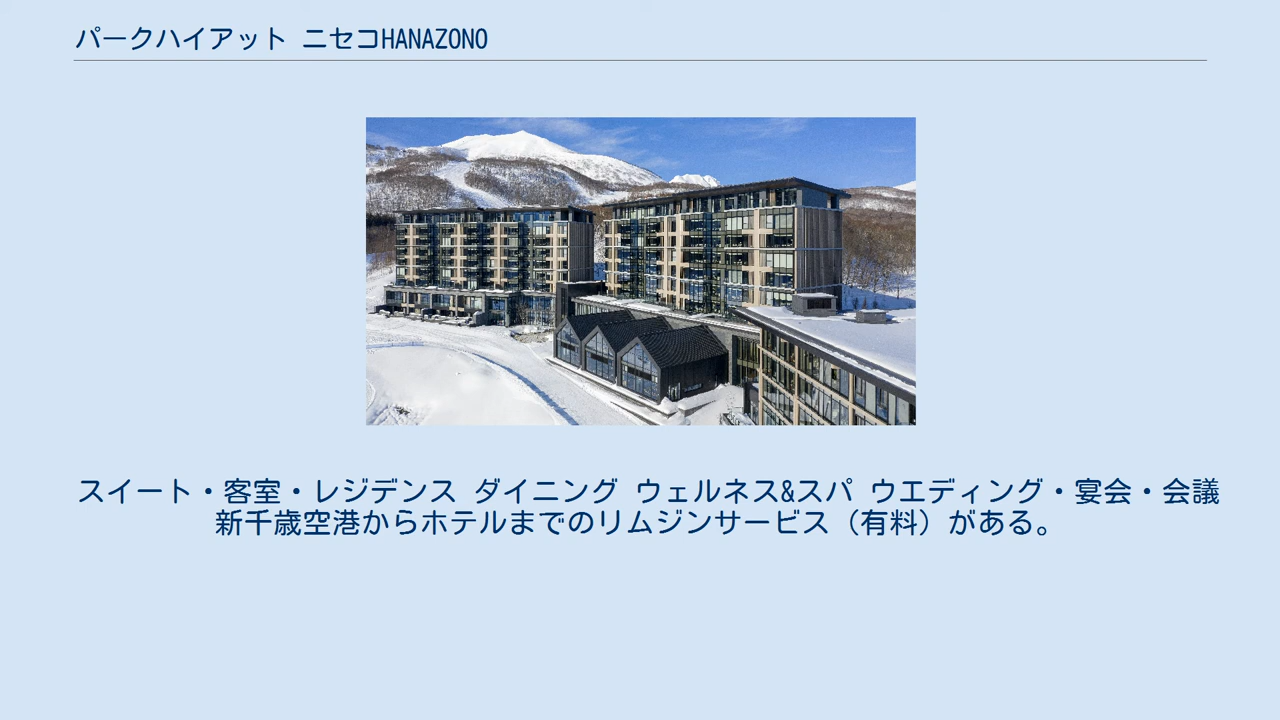 パークハイアット ニセコHANAZONO
スイート・客室・レジデンス ダイニング ウェルネス&スパ ウエディング・宴会・会議
新千歳空港からホテルまでのリムジンサービス（有料）がある。